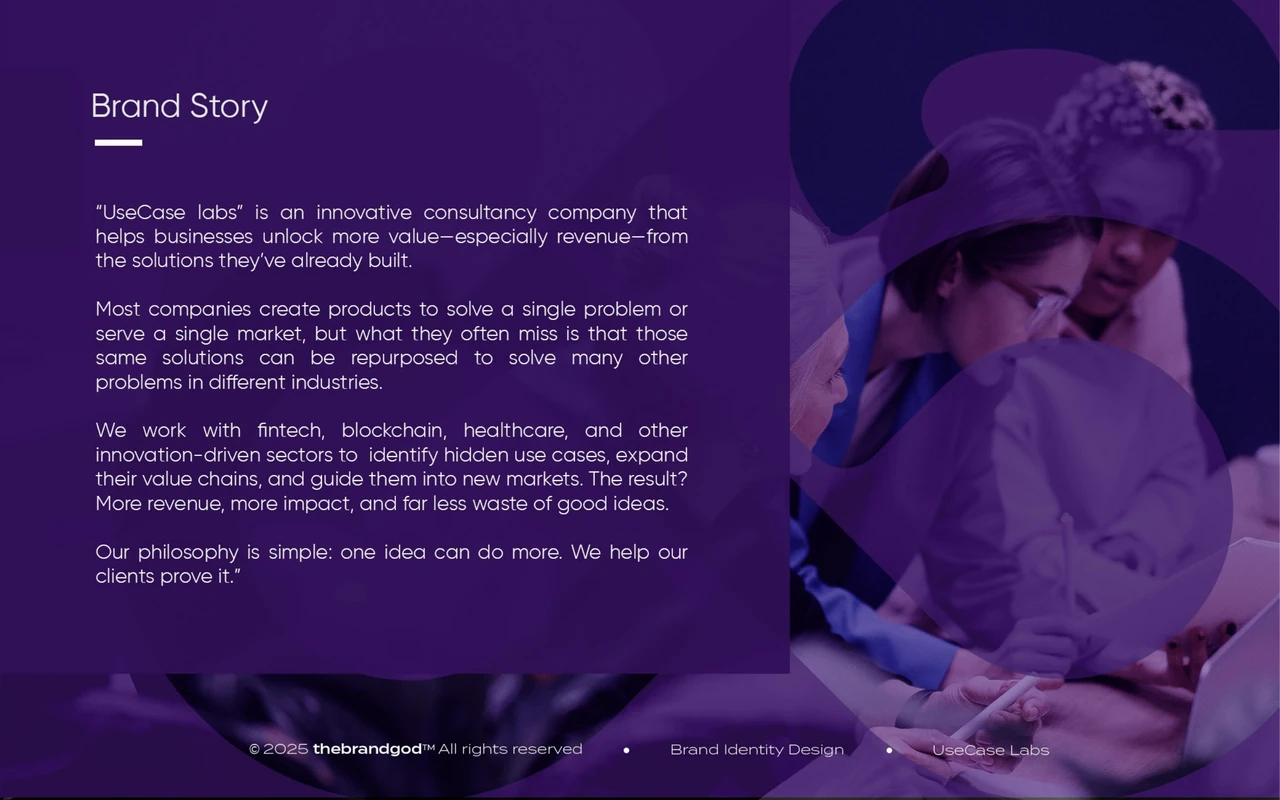 Brand Story
“UseCase labs” is an innovative consultancy company that
helps businesses unlock more value—especially revenue—from
the solutions they’ve already built.
Most companies create products to solve a single problem or
serve a single market, but what they often miss is that those
same solutions can be repurposed to solve many other
problems in different industries.
We work with fintech, blockchain, healthcare, and other
innovation-driven sectors to identify hidden use cases, expand
their value chains, and guide them into new markets. The result?
More revenue, more impact, and far less waste of good ideas.
Our philosophy is simple: one idea can do more. We help our
clients prove it.”
© 2025 thebrandgod™ All rights reserved • Brand Identity Design • UseCase Labs